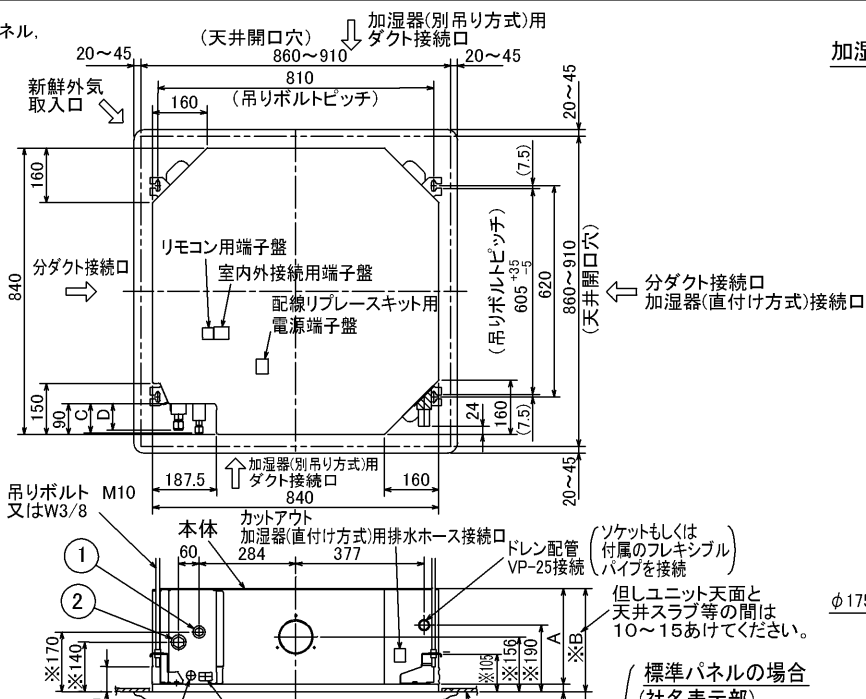 ネル,
(天井開口穴)
加湿器(別吊り方式)用
ダクト接続口
加湿
20~45
860~910
20~45
810
(吊りボルトピッチ)
新鮮外気
取入口
160
20~45
(7.5)
160
840
分ダクト接続口
リモコン用端子盤
室内外接続用端子盤
配線リプレースキット用
電源端子盤
(吊りボルトピッチ)
605 +35 -5
620
860~910
(天井開口穴)
分ダクト接続口
加湿器(直付け方式)接続口
150
90
C
D
24
160
(7.5)
20~45
187.5
加湿器(別吊り方式)用
ダクト接続口
160
840
吊りボルト M10
又はW3/8
本体
カットアウト
加湿器(直付け方式)用排水ホース接続口
①
60
284
377
ドレン配管
VP-25接続
(ソケットもしくは
付属のフレキシブル
パイプを接続)
②
但しユニット天面と
天井スラブ等の間は
10~15あけてください。
φ175
※170
※140
※105
※156
※190
A
※B
標準パネルの場合
(社名表示部)